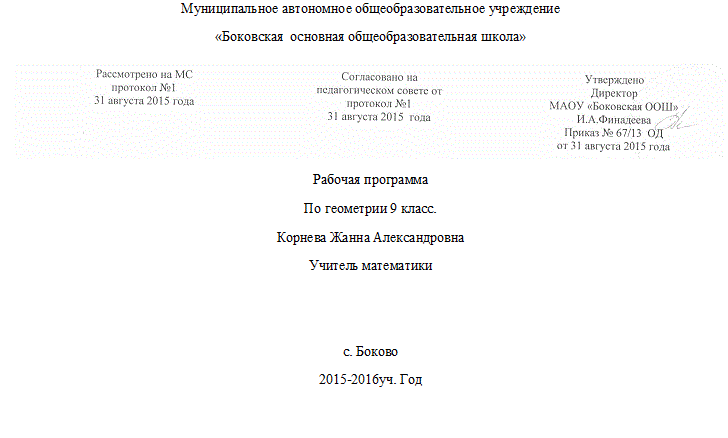 Муниципальное автономное общеобразовательное учреждение
«Боковская основная общеобразовательная школа»
Рассмотрено на МС
протокол №1
31 августа 2015 года
Согласовано на
педагогическом совете от
протокол №1
31 августа 2015 года
Утверждено
Директор
МАОУ «Боковская ООШ»
И.А.Финадеева
Приказ № 67/13 ОД
от 31 августа 2015 года
Рабочая программа
По геометрии 9 класс.
Корнева Жанна Александровна
Учитель математики
с. Боково
2015-2016уч. Год